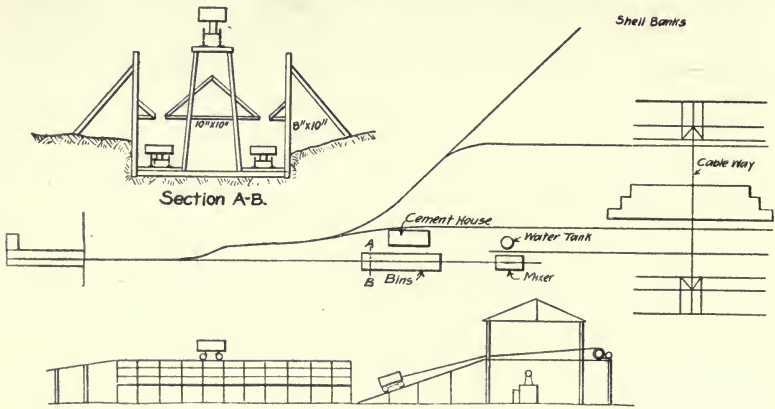 Shell Banks
10"x10"
8"x10"
Section A-B.
Cable Way
Cement House
Water Tank
A
B
Bins
Mixer